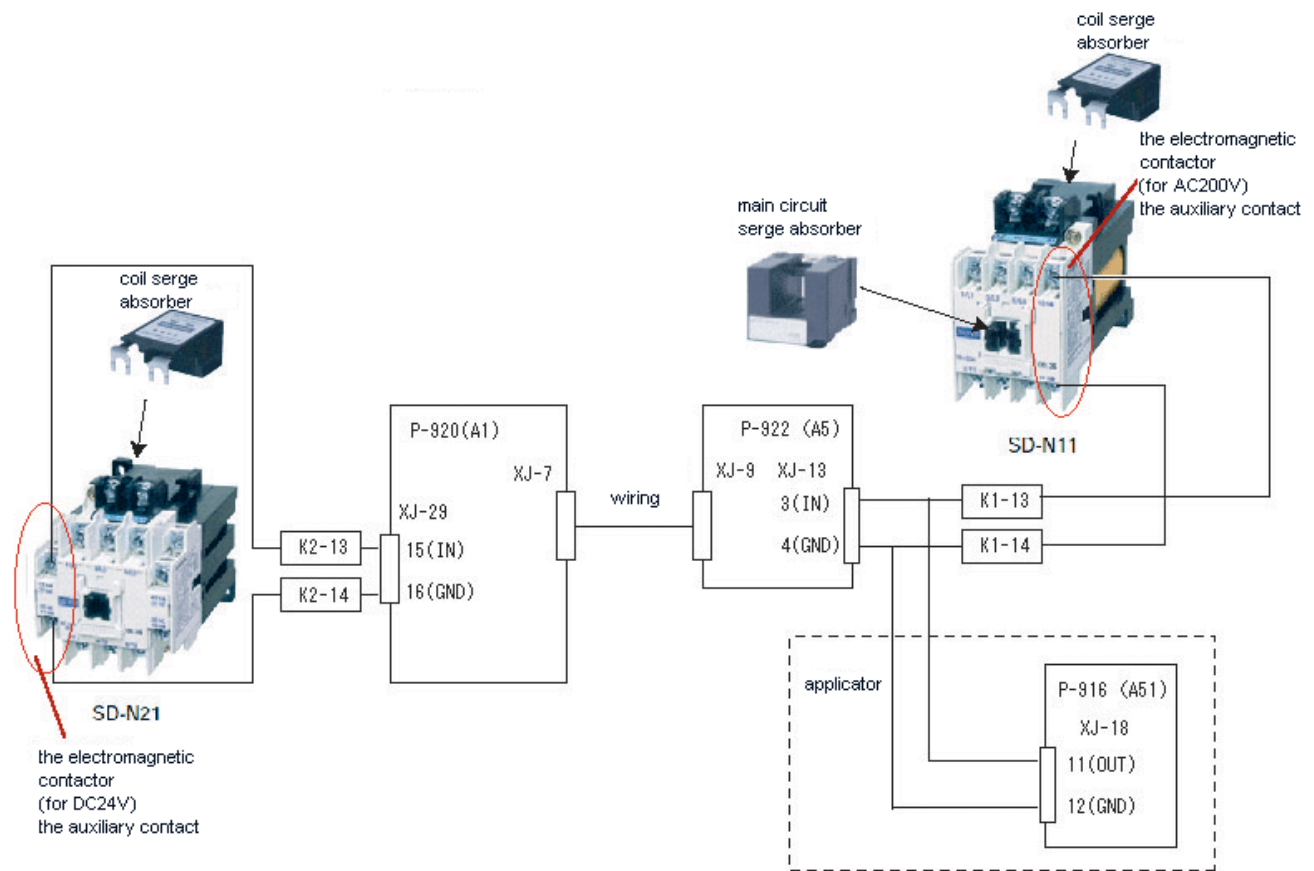 coil serge
absorber
the electromagnetic
contactor
(for AC200V)
the auxiliary contact
main circuit
serge absorber
SD-N11
coil serge
absorber
SD-N21
the electromagnetic
contactor
(for DC24V)
the auxiliary contact
K2-13
K2-14
P-920(A1)
XJ-7
XJ-29
15(IN)
16(GND)
wiring
P-922 (A5)
XJ-9 XJ-13
3(IN)
4(GND)
K1-13
K1-14
applicator
P-916 (A51)
XJ-18
11(OUT)
12(GND)